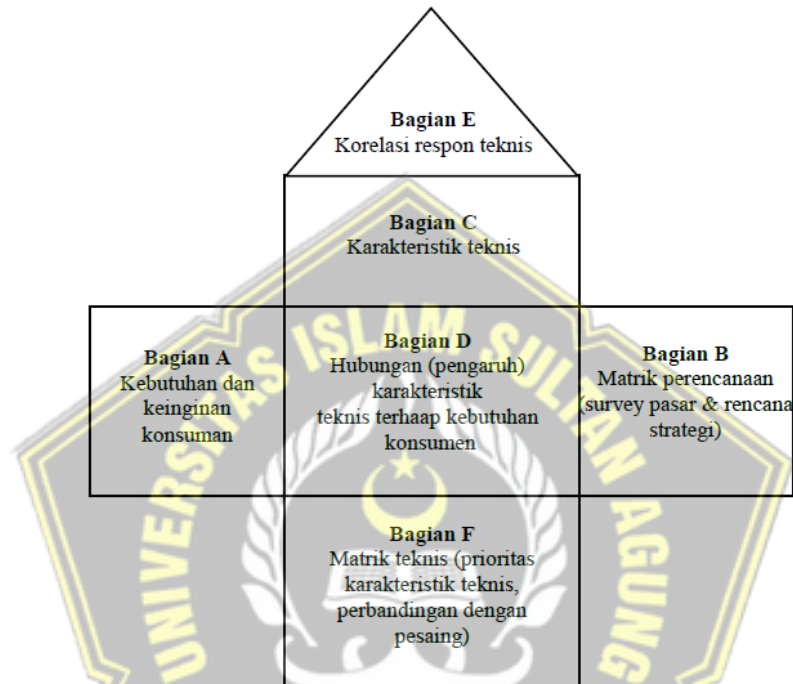 Bagian E
Korelasi respon teknis
Bagian C
Karakteristik teknis
Bagian A
Kebutuhan dan
keinginan
konsuman
Bagian D
Hubungan (pengaruh)
karakteristik
teknis terhaap kebutuhan
konsumen
Bagian B
Matrik perencanaan
(survey pasar & rencana
strategi)
Bagian F
Matrik teknis (prioritas
karakteristik teknis,
perbandingan dengan
pesaing)
UNIVERSITAS ISLAM SULTAN AGUNG